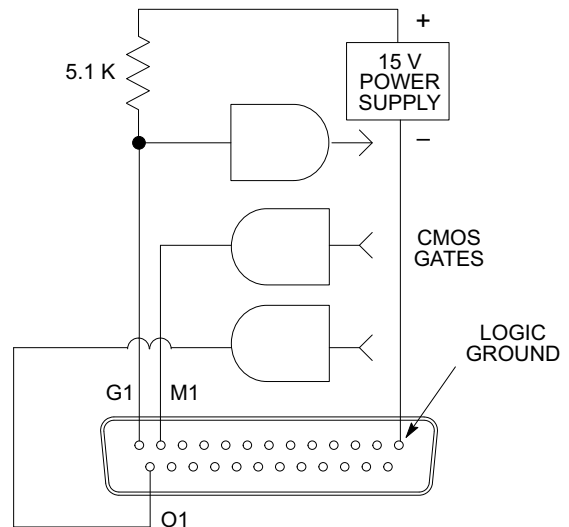 +
5.1 K
15 V
POWER
SUPPLY
–
CMOS
GATES
LOGIC
GROUND
G1
M1
O1